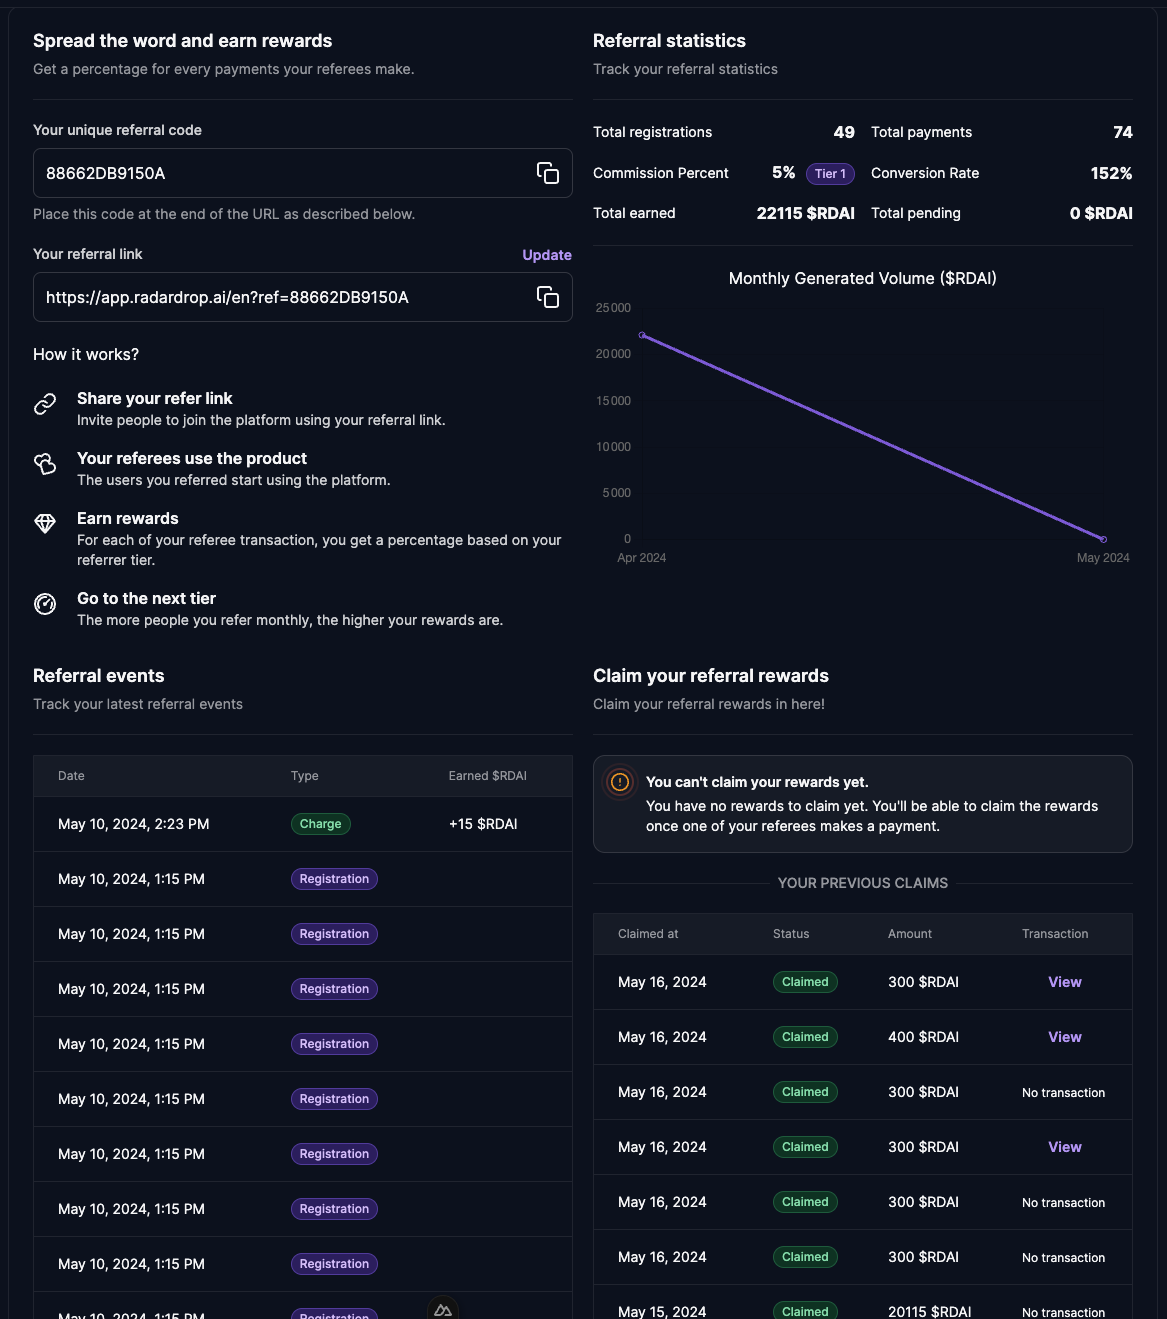 Spread the word and earn rewards
Get a percentage for every payments your referees make.
Your unique referral code
88662DB9150A
Place this code at the end of the URL as described below.
Your referral link
Update
https://app.radardrop.ai/en?ref=88662DB9150A
How it works?
Share your refer link
Invite people to join the platform using your referral link.
Your referees use the product
The users you referred start using the platform.
Earn rewards
For each of your referee transaction, you get a percentage based on your
referrer tier.
Go to the next tier
The more people you refer monthly, the higher your rewards are.
Referral statistics
Track your referral statistics
Total registrations 49 Total payments 74
Commission Percent 5% Tier 1 Conversion Rate 152%
Total earned 22115 $RDAI Total pending 0 $RDAI
Monthly Generated Volume ($RDAI)
25 000
20 000
15 000
10 000
5 000
0
Apr 2024 May 2024
Referral events
Track your latest referral events
Date Type Earned $RDAI
May 10, 2024, 2:23 PM Charge +15 $RDAI
May 10, 2024, 1:15 PM Registration
May 10, 2024, 1:15 PM Registration
May 10, 2024, 1:15 PM Registration
May 10, 2024, 1:15 PM Registration
May 10, 2024, 1:15 PM Registration
May 10, 2024, 1:15 PM Registration
May 10, 2024, 1:15 PM Registration
May 10, 2024, 1:15 PM Registration
May 10, 2024, 1:15 PM Registration
Claim your referral rewards
Claim your referral rewards in here!
You can't claim your rewards yet.
You have no rewards to claim yet. You'll be able to claim the rewards
once one of your referees makes a payment.
YOUR PREVIOUS CLAIMS
Claimed at Status Amount Transaction
May 16, 2024 Claimed 300 $RDAI View
May 16, 2024 Claimed 400 $RDAI View
May 16, 2024 Claimed 300 $RDAI No transaction
May 16, 2024 Claimed 300 $RDAI View
May 16, 2024 Claimed 300 $RDAI No transaction
May 16, 2024 Claimed 300 $RDAI No transaction
May 15, 2024 Claimed 20115 $RDAI No transaction